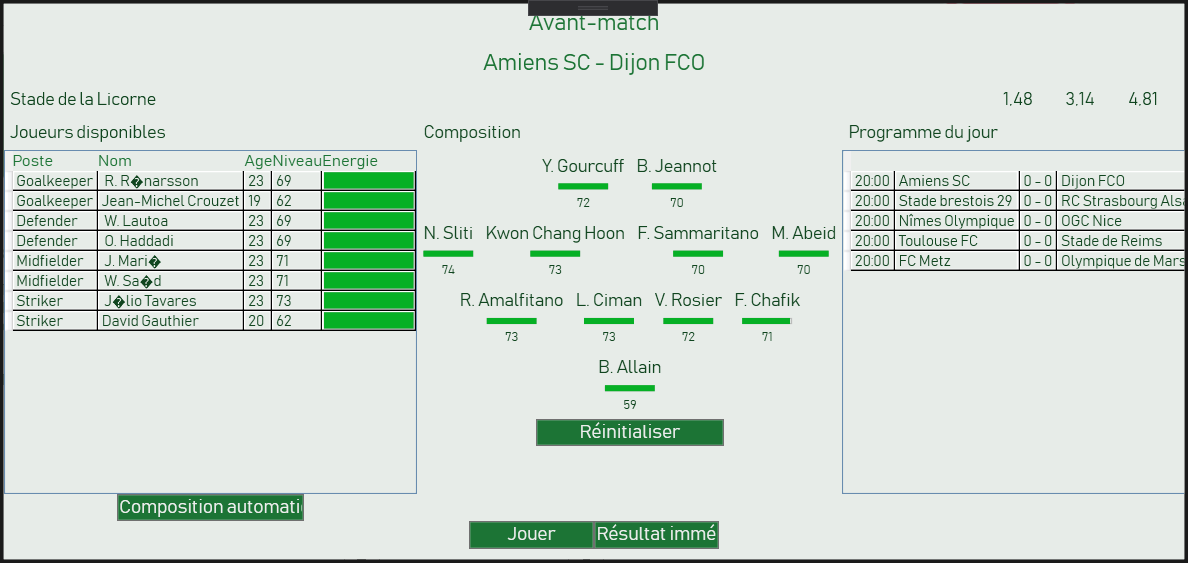 Avant-match
Amiens SC - Dijon FCO
Stade de la Licorne
1,48 3,14 4,81
Joueurs disponibles
Poste Nom Age Niveau Energie
Goalkeeper R. R�narsson 23 69
Goalkeeper Jean-Michel Crouzet 19 62
Defender W. Lautoa 23 69
Defender O. Haddadi 23 69
Midfielder J. Mari� 23 71
Midfielder W. Sa�d 23 71
Striker J�lio Tavares 23 73
Striker David Gauthier 20 62
Composition automati
Composition
Y. Gourcuff B. Jeannot
72 70
N. Sliti Kwon Chang Hoon F. Sammaritano M. Abeid
74 73 70 70
R. Amalfitano L. Ciman V. Rosier F. Chafik
73 73 72 71
B. Allain
59
Réinitialiser
Programme du jour
20:00 Amiens SC 0 - 0 Dijon FCO
20:00 Stade brestois 29 0 - 0 RC Strasbourg Alsa
20:00 Nîmes Olympique 0 - 0 OGC Nice
20:00 Toulouse FC 0 - 0 Stade de Reims
20:00 FC Metz 0 - 0 Olympique de Mars
Jouer Résultat immé